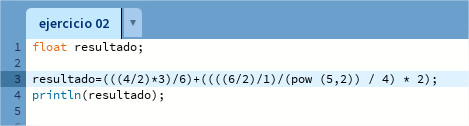 ejercicio 02 ▼
1 float resultado;
2
3 resultado=(((4/2)*3)/6)+((((6/2)/1)/(pow (5,2)) / 4) * 2);
4 println(resultado);
5